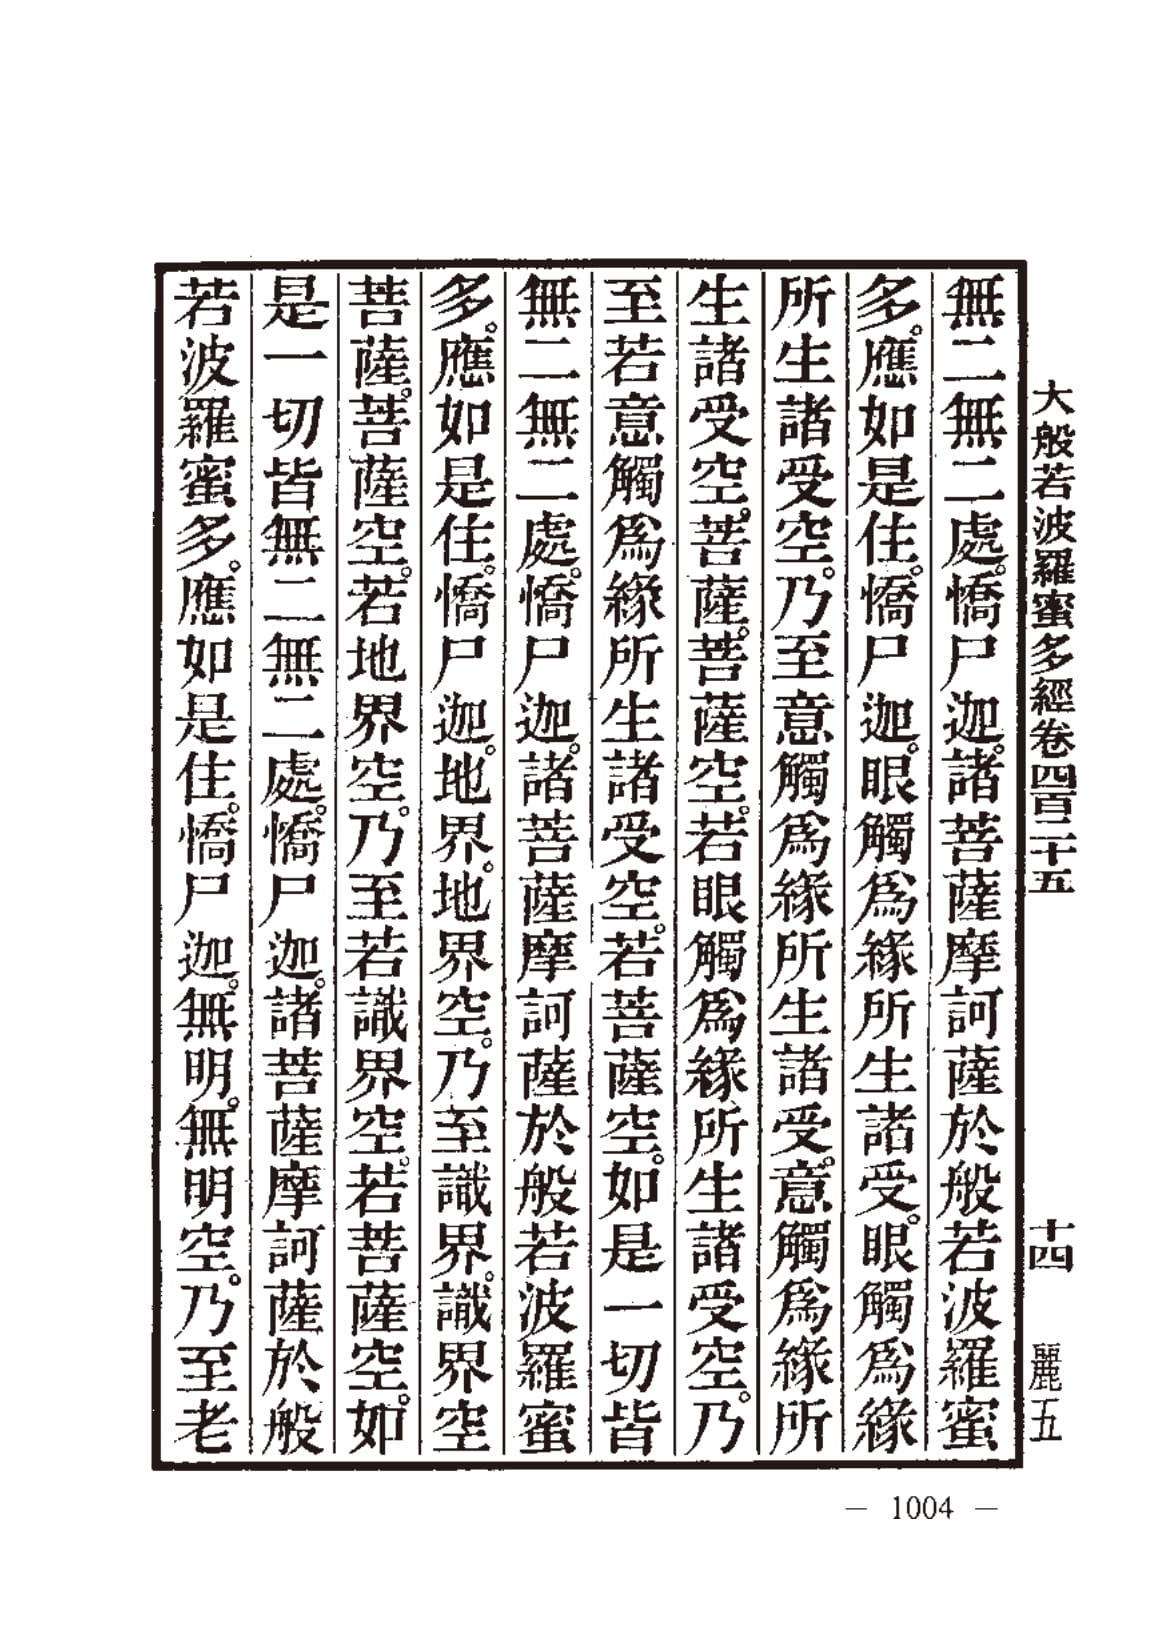 大般若波羅蜜多經卷四百二十五 十四 麗五
無二無二處。憍尸迦。諸菩薩摩訶薩於般若波羅蜜
多。應如是住。憍尸迦。眼觸爲緣所生諸受。眼觸爲緣
所生諸受空。乃至意觸爲緣所生諸受。意觸爲緣所
生諸受空。菩薩。菩薩空。若眼觸爲緣所生諸受空。乃
至若意觸爲緣所生諸受空。若菩薩空。如是一切皆
無二無二處。憍尸迦。諸菩薩摩訶薩於般若波羅蜜
多。應如是住。憍尸迦。地界。地界空。乃至識界。識界空
菩薩。菩薩空。若地界空。乃至若識界空。若菩薩空。如
是一切皆無二無二處。憍尸迦。諸菩薩摩訶薩於般
若波羅蜜多。應如是住。憍尸迦。無明。無明空。乃至老
— 1004 —